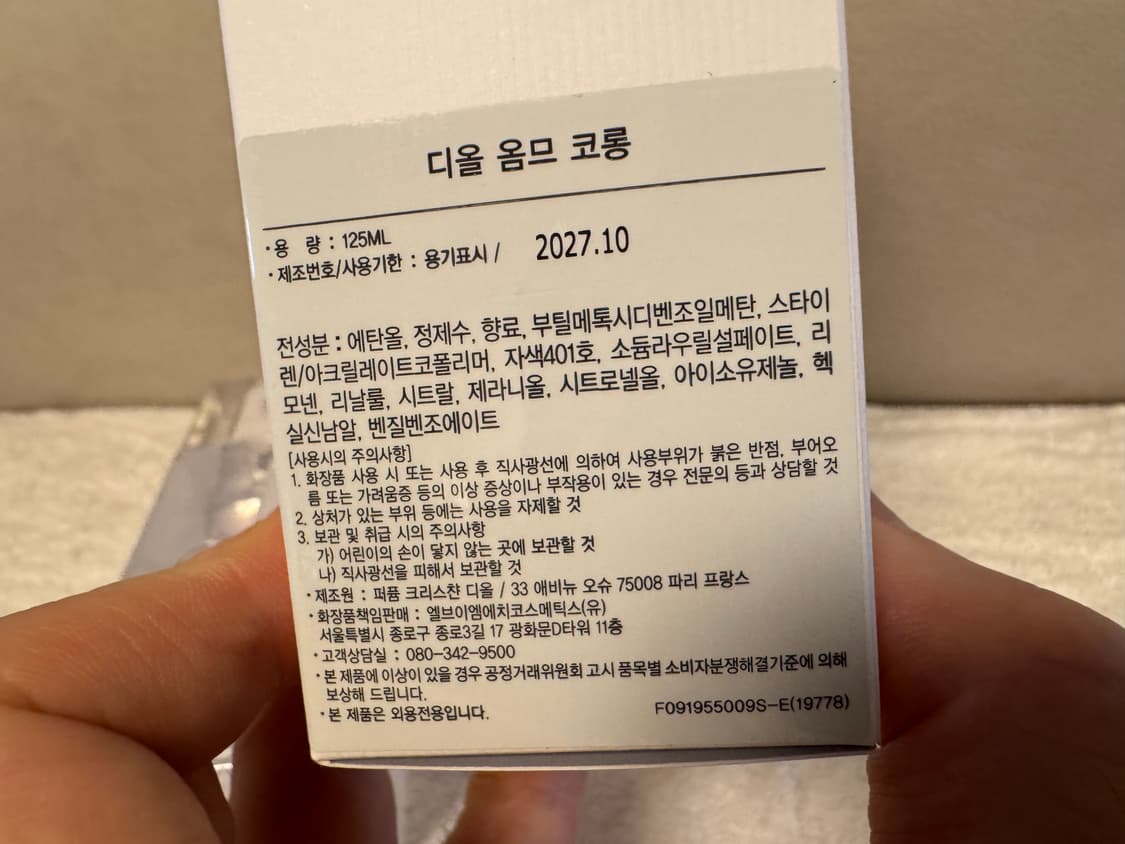 디올 옴므 코롱
·용 량 : 125ML
·제조번호/사용기한 : 용기표시 / 2027.10
전성분 : 에탄올, 정제수, 향료, 부틸메톡시디벤조일메탄, 스타이
렌/아크릴레이트코폴리머, 자색401호, 소듐라우릴설페이트, 리
모넨, 리날룰, 시트랄, 제라니올, 시트로넬올, 아이소유제놀, 헥
실신남알, 벤질벤조에이트
[사용시의 주의사항]
1. 화장품 사용 시 또는 사용 후 직사광선에 의하여 사용부위가 붉은 반점, 부어오
름 또는 가려움증 등의 이상 증상이나 부작용이 있는 경우 전문의 등과 상담할 것
2. 상처가 있는 부위 등에는 사용을 자제할 것
3. 보관 및 취급 시의 주의사항
가) 어린이의 손이 닿지 않는 곳에 보관할 것
나) 직사광선을 피해서 보관할 것
·제조원 : 퍼퓸 크리스챤 디올 / 33 애비뉴 오슈 75008 파리 프랑스
·화장품책임판매 : 엘브이엠에치코스메틱스(유)
서울특별시 종로구 종로3길 17 광화문D타워 11층
·고객상담실 : 080-342-9500
·본 제품에 이상이 있을 경우 공정거래위원회 고시 품목별 소비자분쟁해결기준에 의해
보상해 드립니다.
·본 제품은 외용전용입니다.
F091955009S-E(19778)